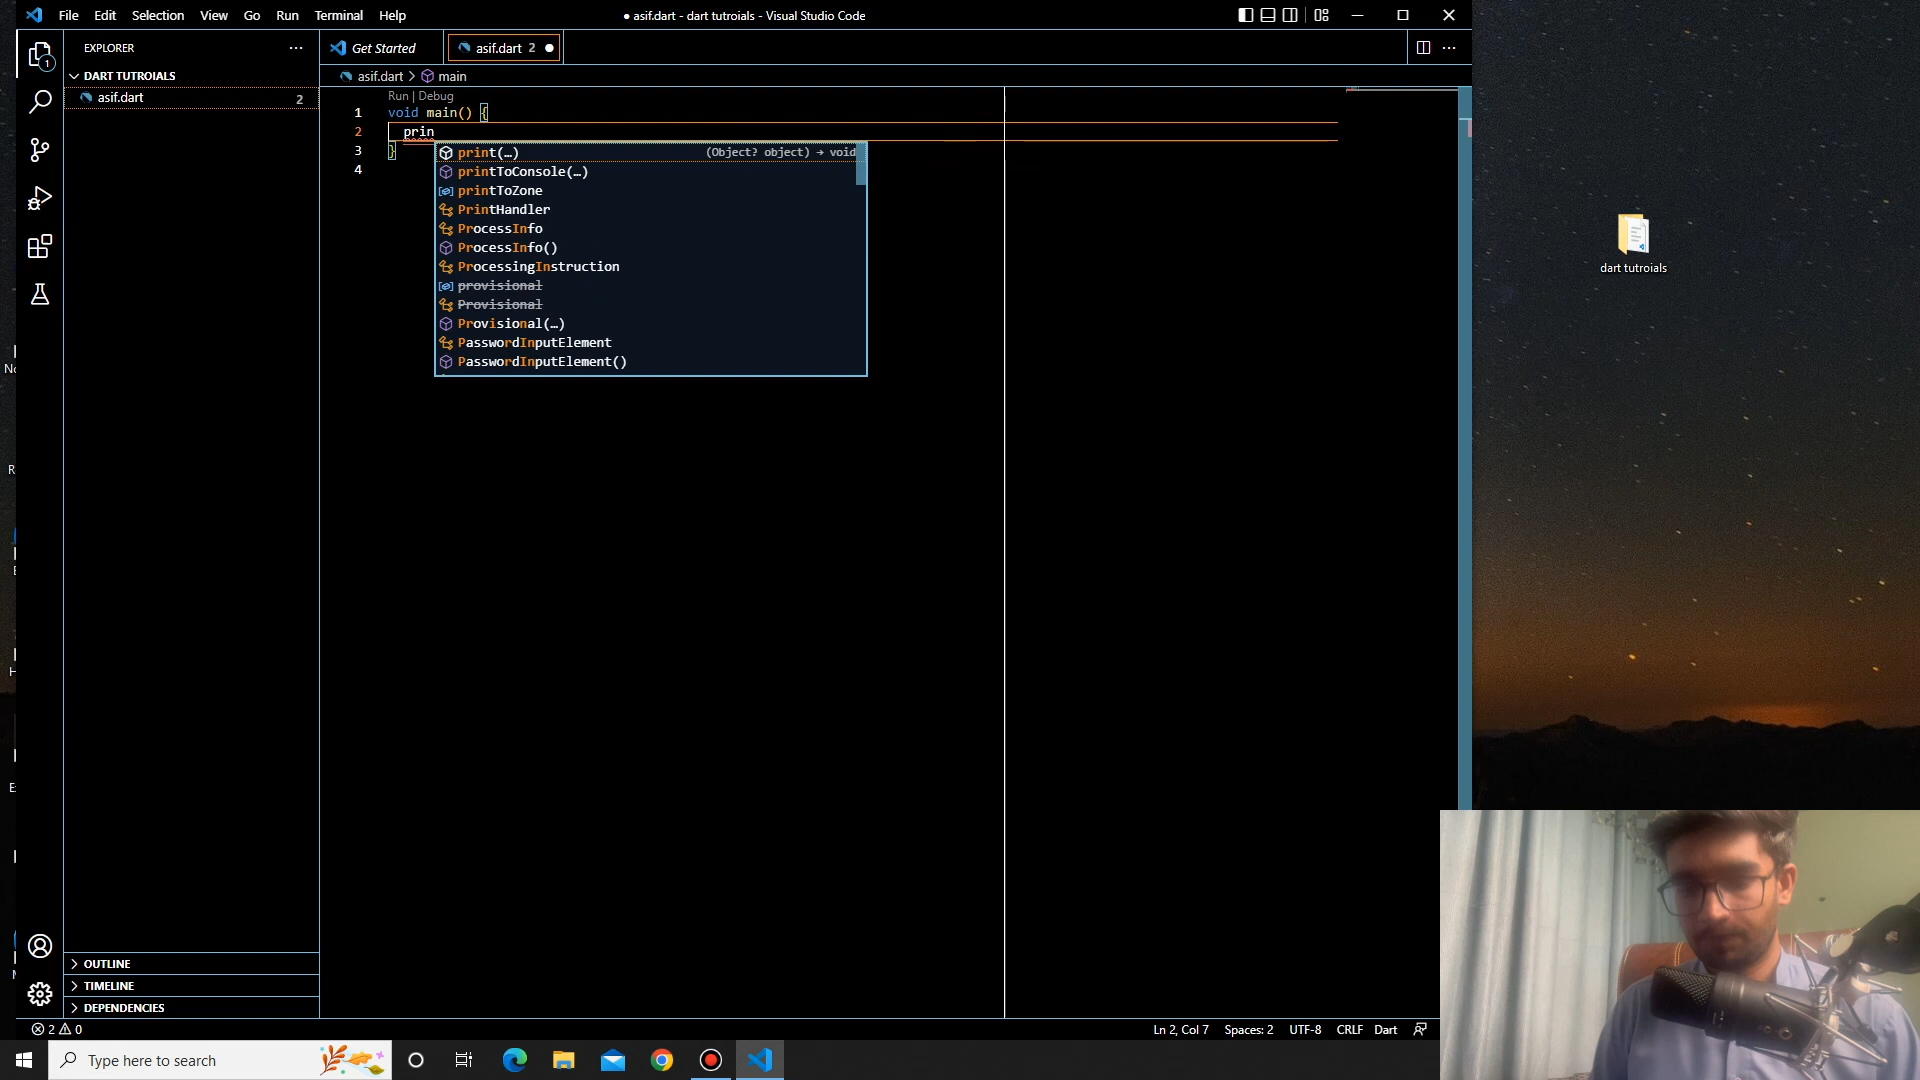 File Edit Selection View Go Run Terminal Help
● asif.dart - dart tutroials - Visual Studio Code
EXPLORER
Get Started
asif.dart 2
DART TUTROIALS
asif.dart 2
asif.dart > main
Run | Debug
1 void main() {
2 prin
3 }
4
print(…) (Object? object) → void
printToConsole(…)
printToZone
PrintHandler
ProcessInfo
ProcessInfo()
ProcessingInstruction
provisional
Provisional
Provisional(…)
PasswordInputElement
PasswordInputElement()
dart tutroials
1
OUTLINE
TIMELINE
DEPENDENCIES
2 0
Ln 2, Col 7 Spaces: 2 UTF-8 CRLF Dart
Type here to search